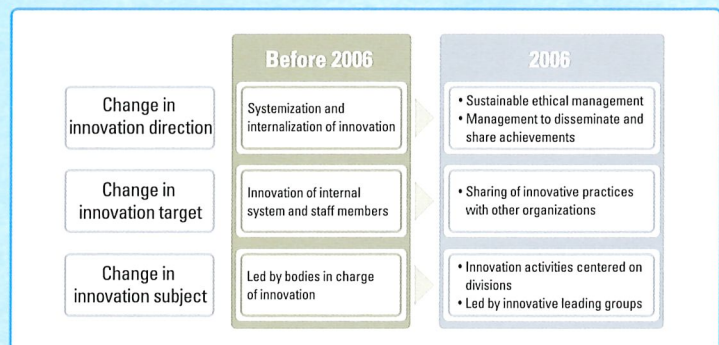 Before 2006
2006
Change in
innovation direction
Systemization and
internalization of innovation
• Sustainable ethical management
• Management to disseminate and
share achievements
Change in
innovation target
Innovation of internal
system and staff members
• Sharing of innovative practices
with other organizations
Change in
innovation subject
Led by bodies in charge
of innovation
• Innovation activities centered on
divisions
• Led by innovative leading groups